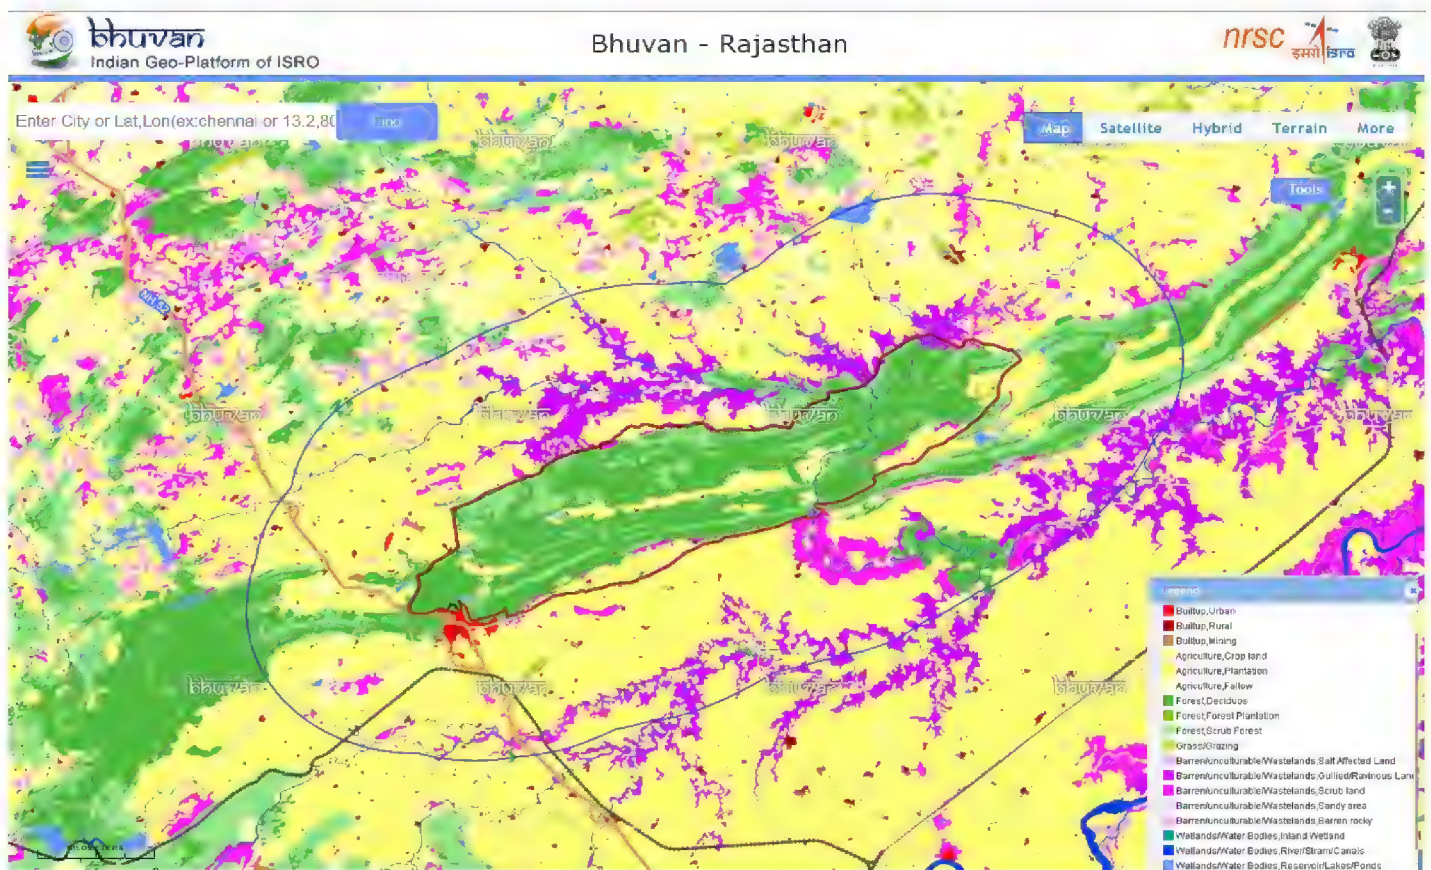 bhuvan
Indian Geo-Platform of ISRO
Bhuvan - Rajasthan
nrsc
इसरो isro
Enter City or Lat,Lon(ex:chennai or 13.2,80
Map Satellite Hybrid Terrain More
Tools
+
-
NH 52
bhuvan bhuvan bhuvan
bhuvan bhuvan bhuvan bhuvan bhuvan
bhuvan bhuvan bhuvan bhuvan
KILOMETERS
Legend
x
Builtup,Urban
Builtup,Rural
Builtup,Mining
Agriculture,Crop land
Agriculture,Plantation
Agriculture,Fallow
Forest,Deciduos
Forest,Forest Plantation
Forest,Scrub Forest
Grass/Grazing
Barren/unculturable/Wastelands,Salt Affected Land
Barren/unculturable/Wastelands,Gullied/Ravinous Land
Barren/unculturable/Wastelands,Scrub land
Barren/unculturable/Wastelands,Sandy area
Barren/unculturable/Wastelands,Barren rocky
Wetlands/Water Bodies,Inland Wetland
Wetlands/Water Bodies,River/Stram/Canals
Wetlands/Water Bodies,Reservoir/Lakes/Ponds